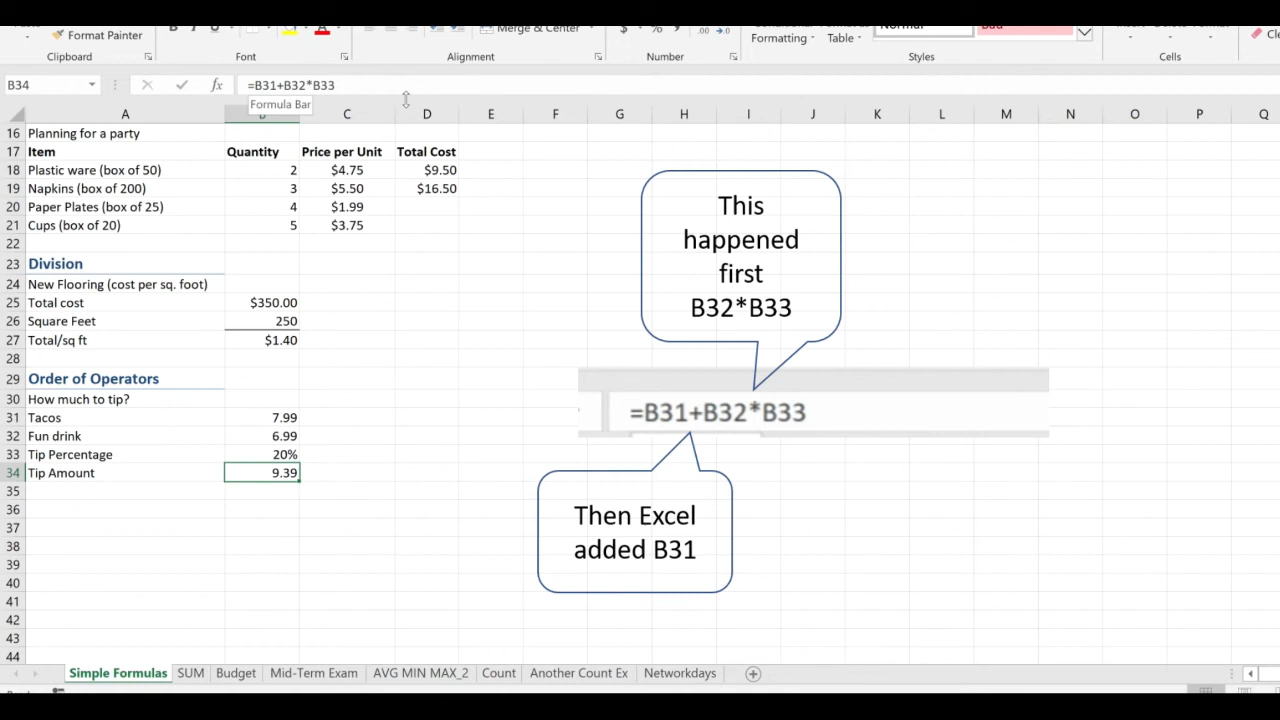 Format Painter
Merge & Center
$ % 9
Formatting
Table
Normal
Bad
Clipboard
Font
Alignment
Number
Styles
Cells
B34
fx
=B31+B32*B33
Formula Bar
A C D E F G H I J K L M N O P Q
16 Planning for a party
17 Item Quantity Price per Unit Total Cost
18 Plastic ware (box of 50) 2 $4.75 $9.50
19 Napkins (box of 200) 3 $5.50 $16.50
20 Paper Plates (box of 25) 4 $1.99
21 Cups (box of 20) 5 $3.75
22
23 Division
24 New Flooring (cost per sq. foot)
25 Total cost $350.00
26 Square Feet 250
27 Total/sq ft $1.40
28
29 Order of Operators
30 How much to tip?
31 Tacos 7.99
32 Fun drink 6.99
33 Tip Percentage 20%
34 Tip Amount 9.39
35
36
37
38
39
40
41
42
43
44
This
happened
first
B32*B33
=B31+B32*B33
Then Excel
added B31
Simple Formulas SUM Budget Mid-Term Exam AVG MIN MAX_2 Count Another Count Ex Networkdays